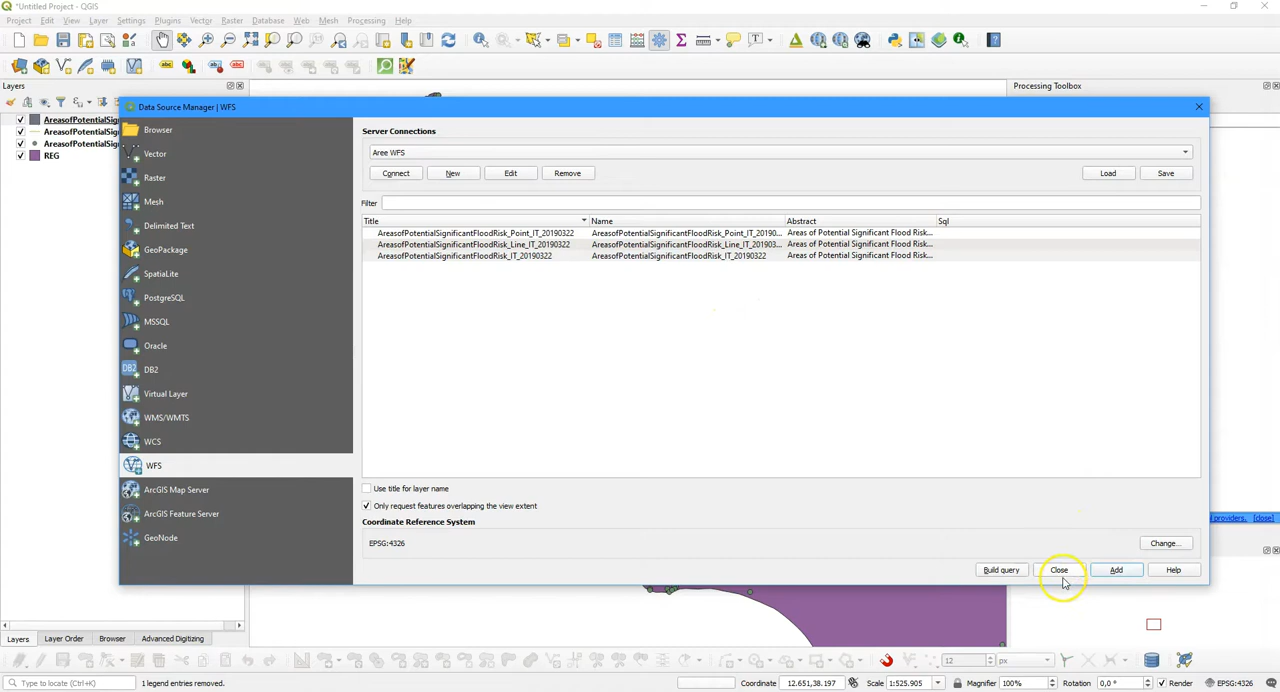 *Untitled Project - QGIS
Project Edit View Layer Settings Plugins Vector Raster Database Web Mesh Processing Help
Layers
Processing Toolbox
Data Source Manager | WFS
AreasofPotentialSig
AreasofPotentialSigni
AreasofPotentialSigni
REG
Browser
Vector
Raster
Mesh
Delimited Text
GeoPackage
SpatiaLite
PostgreSQL
MSSQL
Oracle
DB2
Virtual Layer
WMS/WMTS
WCS
WFS
ArcGIS Map Server
ArcGIS Feature Server
GeoNode
Server Connections
Aree WFS
Connect New Edit Remove Load Save
Filter
Title Name Abstract Sql
AreasofPotentialSignificantFloodRisk_Point_IT_20190322 AreasofPotentialSignificantFloodRisk_Point_IT_20190... Areas of Potential Significant Flood Risk...
AreasofPotentialSignificantFloodRisk_Line_IT_20190322 AreasofPotentialSignificantFloodRisk_Line_IT_201903... Areas of Potential Significant Flood Risk...
AreasofPotentialSignificantFloodRisk_IT_20190322 AreasofPotentialSignificantFloodRisk_IT_20190322 Areas of Potential Significant Flood Risk...
Use title for layer name
Only request features overlapping the view extent
Coordinate Reference System
EPSG:4326 Change...
Build query Close Add Help
providers. [close]
Layers Layer Order Browser Advanced Digitizing
12 px
Type to locate (Ctrl+K) 1 legend entries removed. Coordinate 12.651,38.197 Scale 1:525.905 Magnifier 100% Rotation 0,0 ° Render EPSG:4326